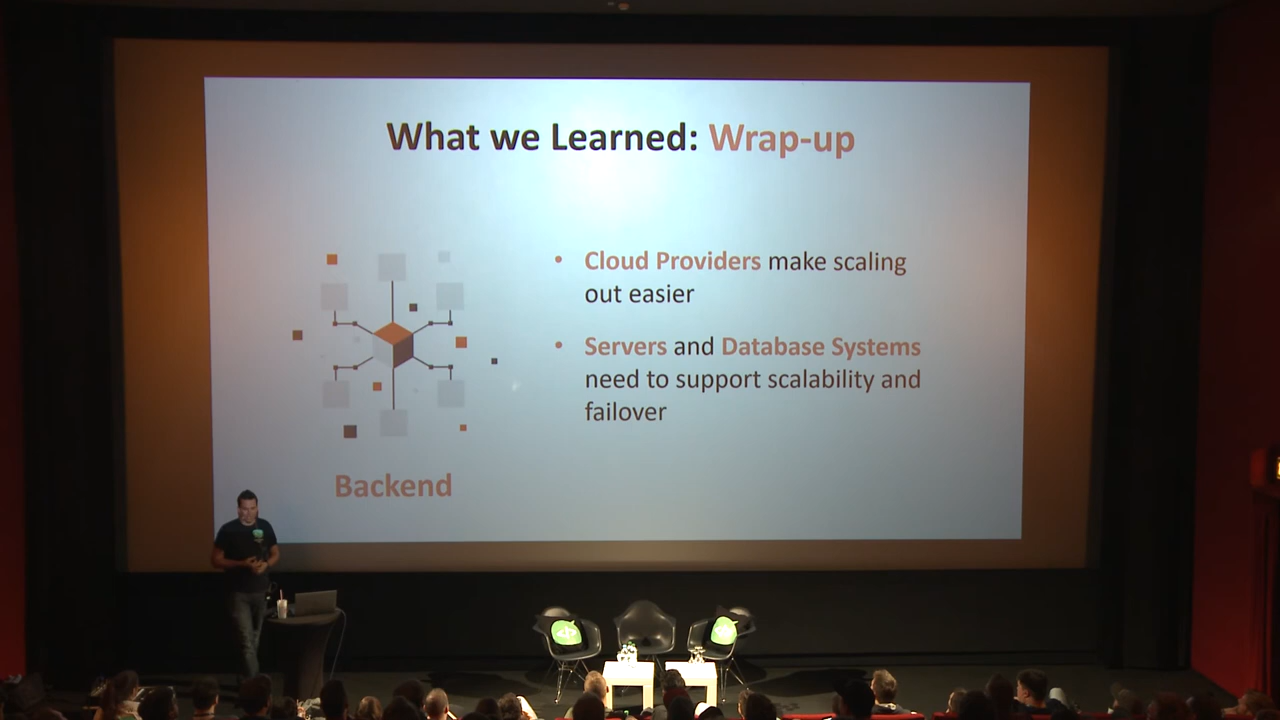 What we Learned: Wrap-up
• Cloud Providers make scaling
out easier
• Servers and Database Systems
need to support scalability and
failover
Backend